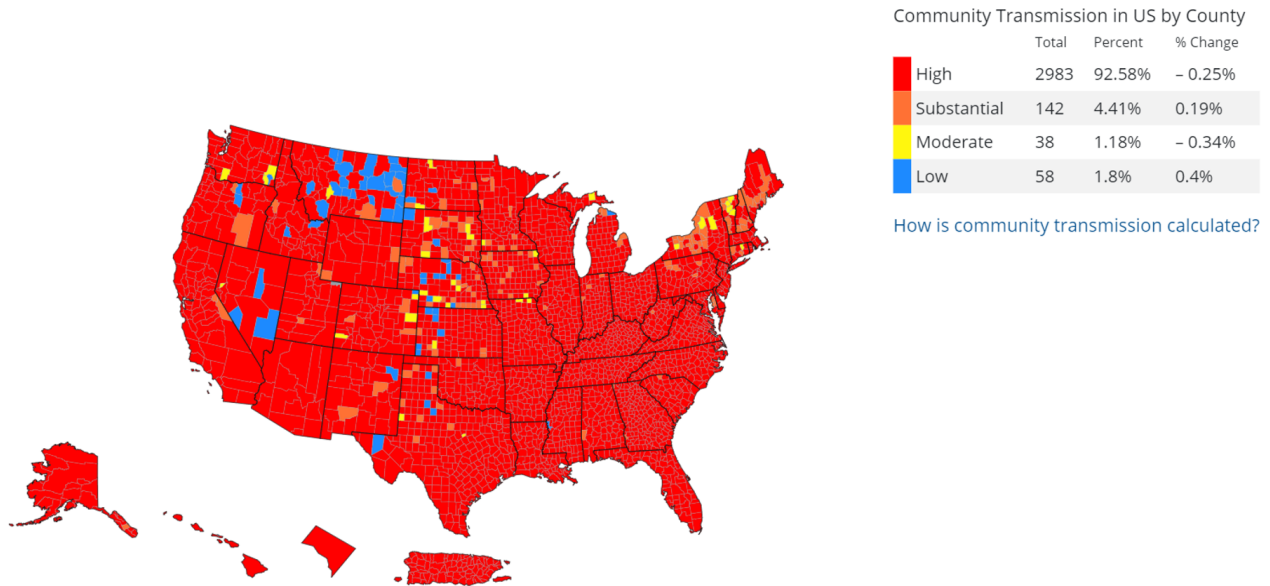 Community Transmission in US by County
Total Percent % Change
High 2983 92.58% – 0.25%
Substantial 142 4.41% 0.19%
Moderate 38 1.18% – 0.34%
Low 58 1.8% 0.4%
How is community transmission calculated?